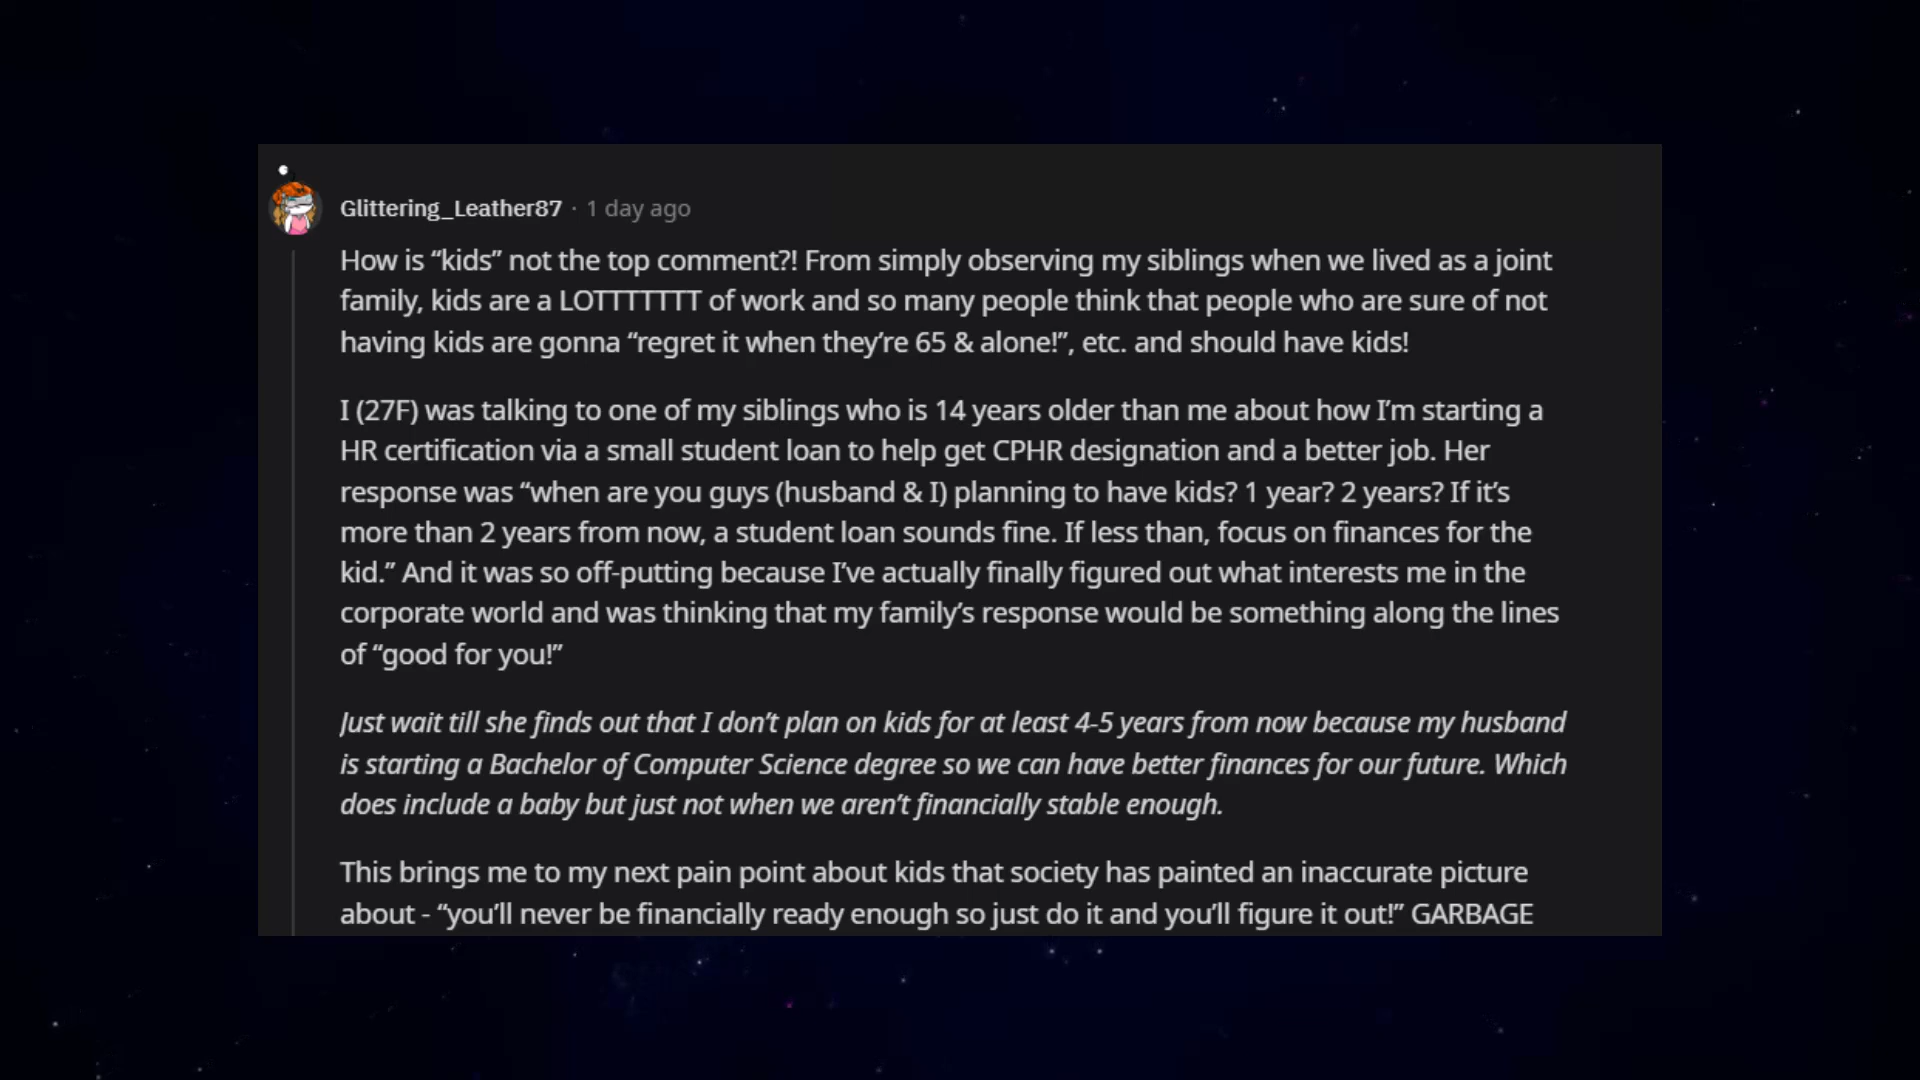 Glittering_Leather87 · 1 day ago
How is “kids” not the top comment?! From simply observing my siblings when we lived as a joint
family, kids are a LOTTTTTTT of work and so many people think that people who are sure of not
having kids are gonna “regret it when they’re 65 & alone!”, etc. and should have kids!
I (27F) was talking to one of my siblings who is 14 years older than me about how I’m starting a
HR certification via a small student loan to help get CPHR designation and a better job. Her
response was “when are you guys (husband & I) planning to have kids? 1 year? 2 years? If it’s
more than 2 years from now, a student loan sounds fine. If less than, focus on finances for the
kid.” And it was so off-putting because I’ve actually finally figured out what interests me in the
corporate world and was thinking that my family’s response would be something along the lines
of “good for you!”
Just wait till she finds out that I don’t plan on kids for at least 4-5 years from now because my husband
is starting a Bachelor of Computer Science degree so we can have better finances for our future. Which
does include a baby but just not when we aren’t financially stable enough.
This brings me to my next pain point about kids that society has painted an inaccurate picture
about - “you’ll never be financially ready enough so just do it and you’ll figure it out!” GARBAGE